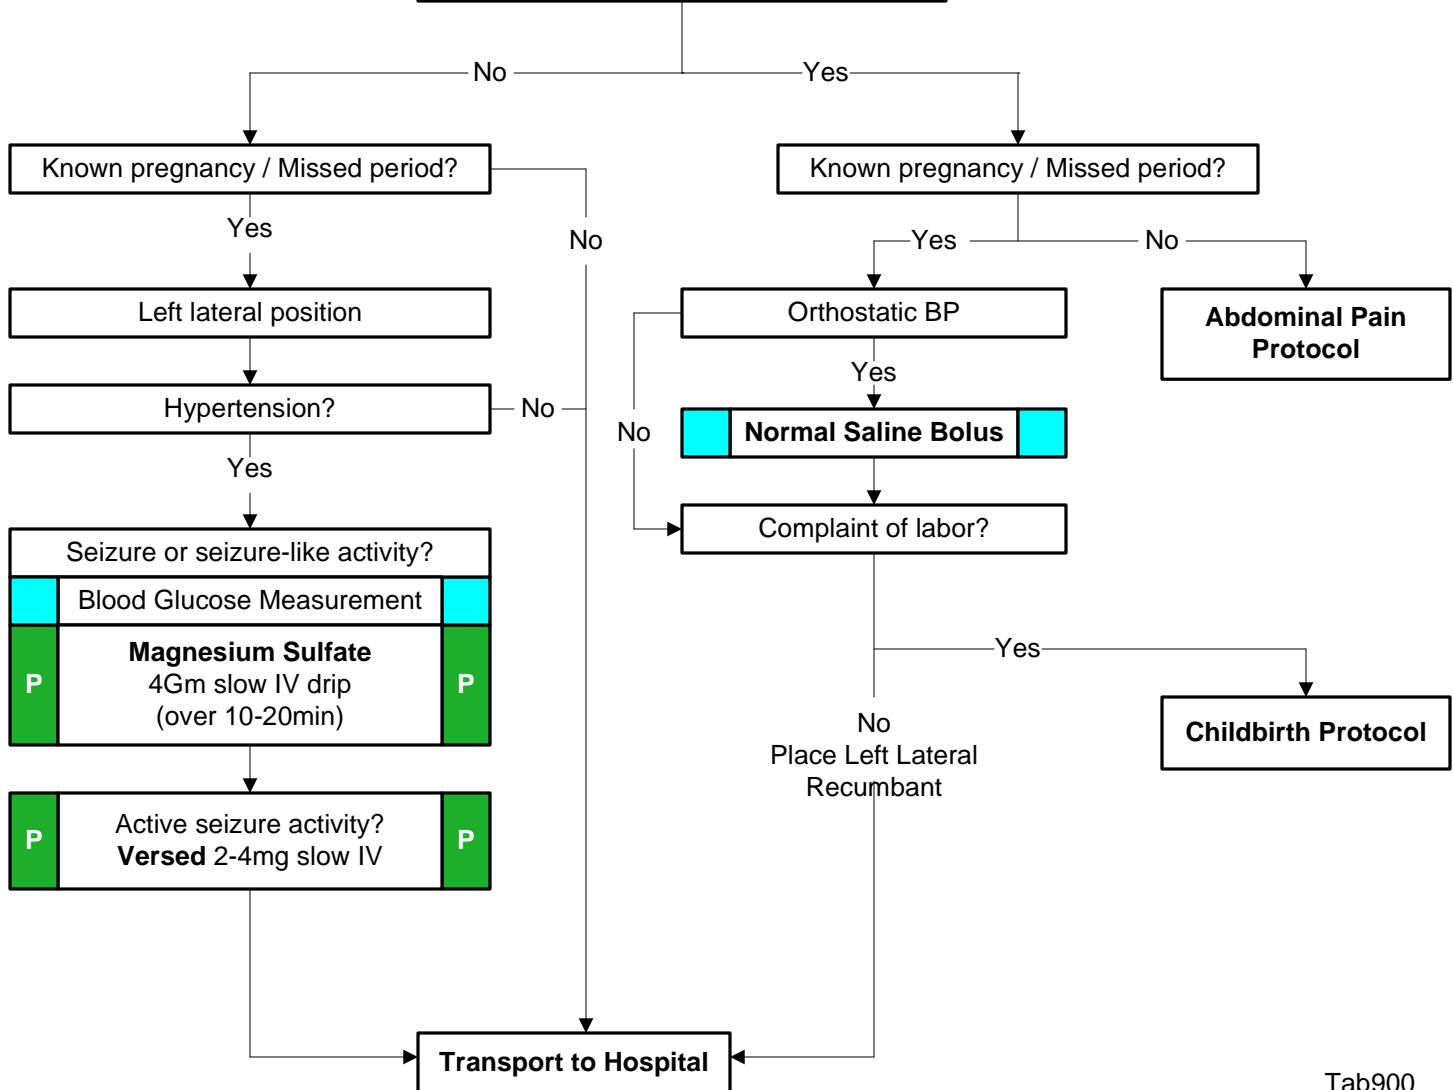 No
Yes
Known pregnancy / Missed period?
Known pregnancy / Missed period?
Yes
No
Yes
No
Left lateral position
Orthostatic BP
Abdominal Pain
Protocol
Yes
Hypertension?
No
No
Normal Saline Bolus
Yes
Complaint of labor?
Seizure or seizure-like activity?
Blood Glucose Measurement
P
Magnesium Sulfate
4Gm slow IV drip
(over 10-20min)
P
Yes
No
Place Left Lateral
Recumbant
Childbirth Protocol
P
Active seizure activity?
Versed 2-4mg slow IV
P
Transport to Hospital
Tab900